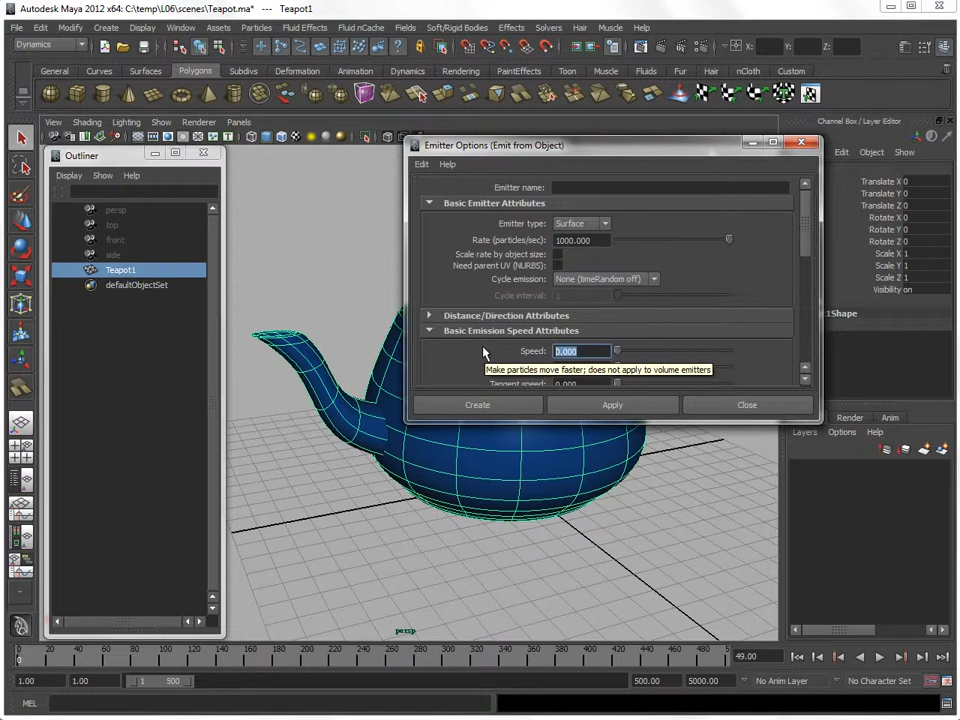 Autodesk Maya 2012 x64: C:\temp\L06\scenes\Teapot.ma* --- Teapot1
File Edit Modify Create Display Window Assets Particles Fluid Effects Fluid nCache Fields Soft/Rigid Bodies Effects Solvers Hair Muscle Help
Dynamics X: Y: Z:
General Curves Surfaces Polygons Subdivs Deformation Animation Dynamics Rendering PaintEffects Toon Muscle Fluids Fur Hair nCloth Custom
View Shading Lighting Show Renderer Panels
Channel Box / Layer Editor
Outliner
Display Show Help
persp
top
front
side
Teapot1
defaultObjectSet
Emitter Options (Emit from Object)
Edit Help
Emitter name:
Basic Emitter Attributes
Emitter type: Surface
Rate (particles/sec): 1000.000
Scale rate by object size:
Need parent UV (NURBS):
Cycle emission: None (timeRandom off)
Cycle interval: 1
Distance/Direction Attributes
Basic Emission Speed Attributes
Speed: 0.000
Make particles move faster; does not apply to volume emitters
Tangent speed: 0.000
Create Apply Close
Edit Object Show
Translate X 0
Translate Y 0
Translate Z 0
Rotate X 0
Rotate Y 0
Rotate Z 0
Scale X 1
Scale Y 1
Scale Z 1
Visibility on
1Shape
Render Anim
Layers Options Help
persp
0 20 40 60 80 100 120 140 160 180 200 220 240 260 280 300 320 340 360 380 400 420 440 460 480 5
0
49.00
1.00 1.00 1 500 500.00 5000.00 No Anim Layer No Character Set
MEL